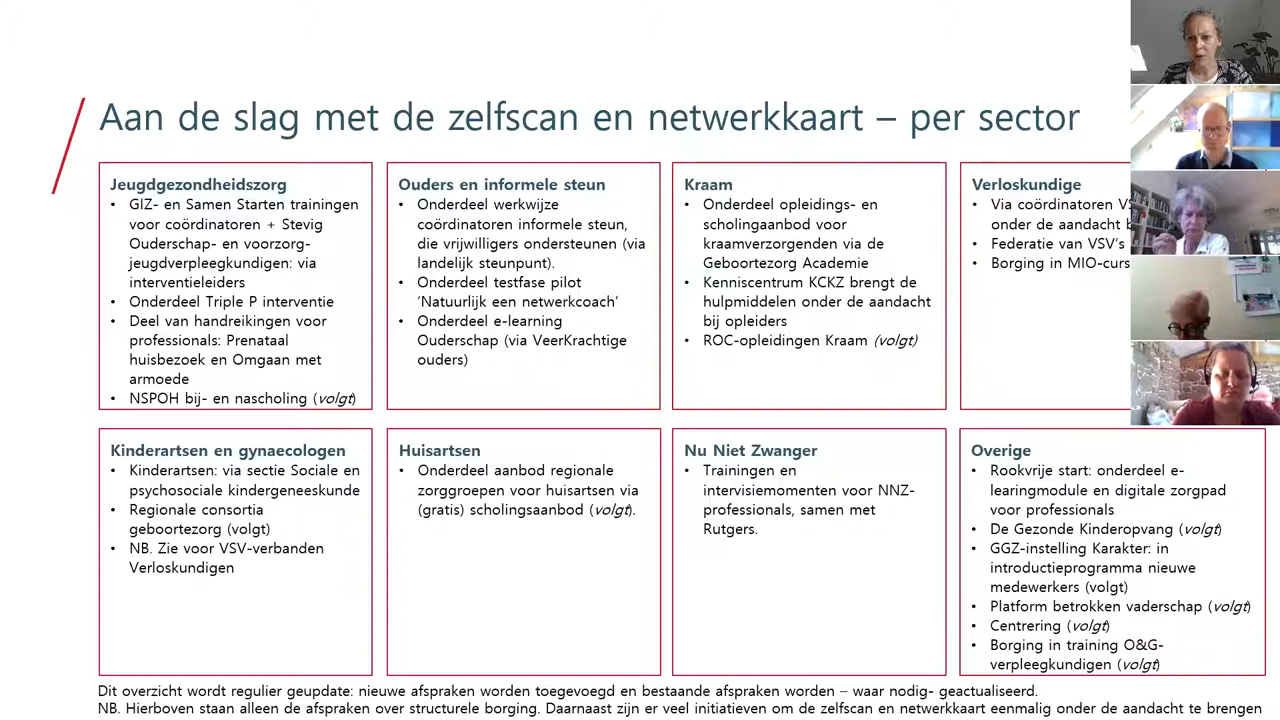 Aan de slag met de zelfscan en netwerkkaart – per sector
Jeugdgezondheidszorg
• GIZ- en Samen Starten trainingen
voor coördinatoren + Stevig
Ouderschap- en voorzorg-
jeugdverpleegkundigen: via
interventieleiders
• Onderdeel Triple P interventie
• Deel van handreikingen voor
professionals: Prenataal
huisbezoek en Omgaan met
armoede
• NSPOH bij- en nascholing (volgt)
Ouders en informele steun
• Onderdeel werkwijze
coördinatoren informele steun,
die vrijwilligers ondersteunen (via
landelijk steunpunt).
• Onderdeel testfase pilot
‘Natuurlijk een netwerkcoach’
• Onderdeel e-learning
Ouderschap (via VeerKrachtige
ouders)
Kraam
• Onderdeel opleidings- en
scholingaanbod voor
kraamverzorgenden via de
Geboortezorg Academie
• Kenniscentrum KCKZ brengt de
hulpmiddelen onder de aandacht
bij opleiders
• ROC-opleidingen Kraam (volgt)
Verloskundige
• Via coördinatoren
onder de aandacht
• Federatie van VSV’s
• Borging in
Kinderartsen en gynaecologen
• Kinderartsen: via sectie Sociale en
psychosociale kindergeneeskunde
• Regionale consortia
geboortezorg (volgt)
• NB. Zie voor VSV-verbanden
Verloskundigen
Huisartsen
• Onderdeel aanbod regionale
zorggroepen voor huisartsen via
(gratis) scholingsaanbod (volgt).
Nu Niet Zwanger
• Trainingen en
intervisiemomenten voor NNZ-
professionals, samen met
Rutgers.
Overige
• Rookvrije start: onderdeel e-
learingmodule en digitale zorgpad
voor professionals
• De Gezonde Kinderopvang (volgt)
• GGZ-instelling Karakter: in
introductieprogramma nieuwe
medewerkers (volgt)
• Platform betrokken vaderschap (volgt)
• Centrering (volgt)
• Borging in training O&G-
verpleegkundigen (volgt)
Dit overzicht wordt regulier geupdate: nieuwe afspraken worden toegevoegd en bestaande afspraken worden – waar nodig- geactualiseerd.
NB. Hierboven staan alleen de afspraken over structurele borging. Daarnaast zijn er veel initiatieven om de zelfscan en netwerkkaart eenmalig onder de aandacht te brengen